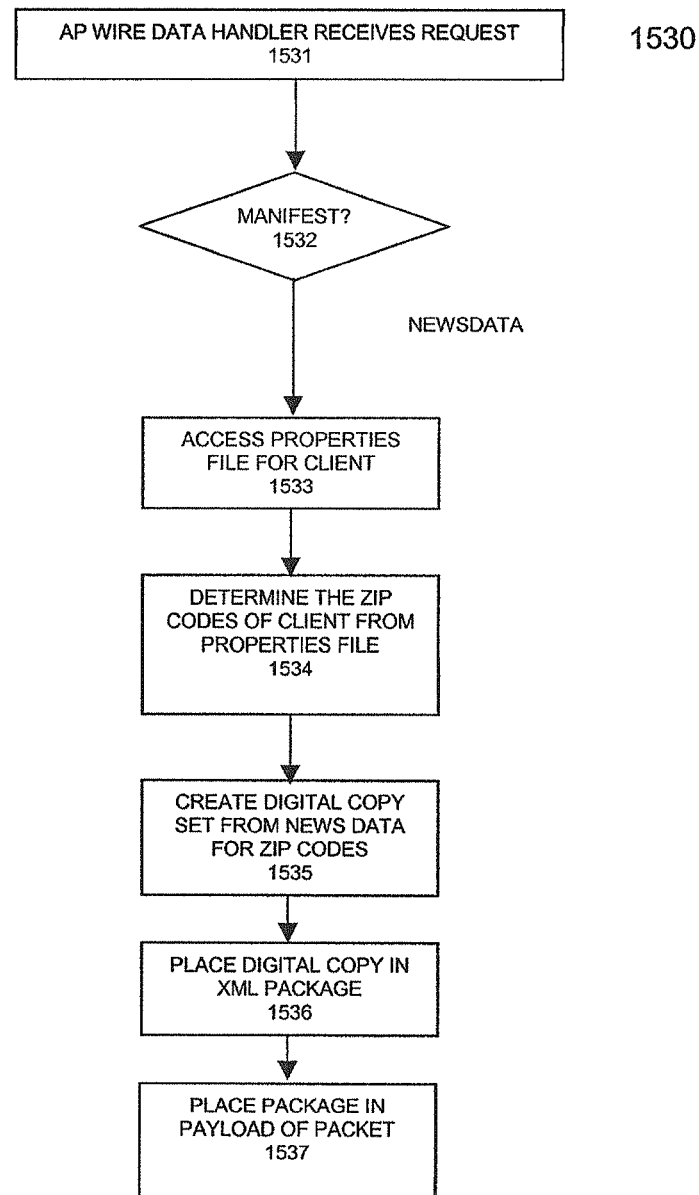 AP WIRE DATA HANDLER RECEIVES REQUEST
1531
1530
MANIFEST?
1532
NEWSDATA
ACCESS PROPERTIES
FILE FOR CLIENT
1533
DETERMINE THE ZIP
CODES OF CLIENT FROM
PROPERTIES FILE
1534
CREATE DIGITAL COPY
SET FROM NEWS DATA
FOR ZIP CODES
1535
PLACE DIGITAL COPY IN
XML PACKAGE
1536
PLACE PACKAGE IN
PAYLOAD OF PACKET
1537